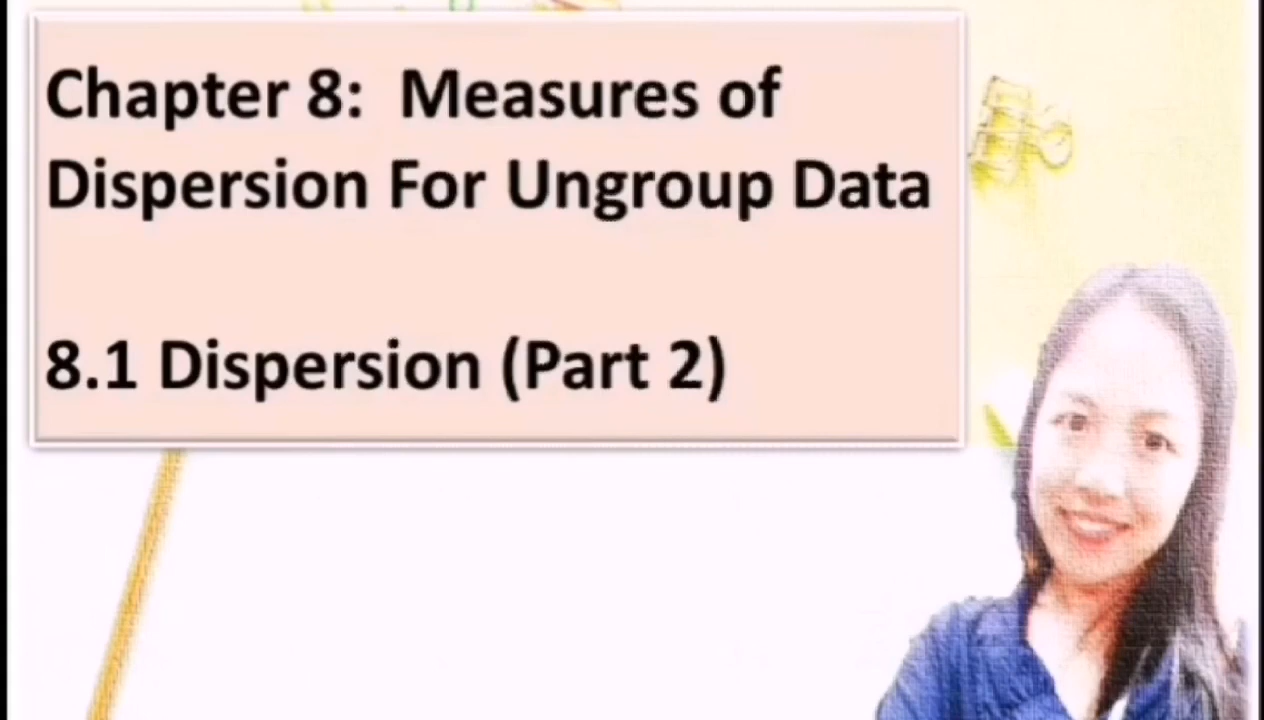 Chapter 8: Measures of
Dispersion For Ungroup Data
8.1 Dispersion (Part 2)